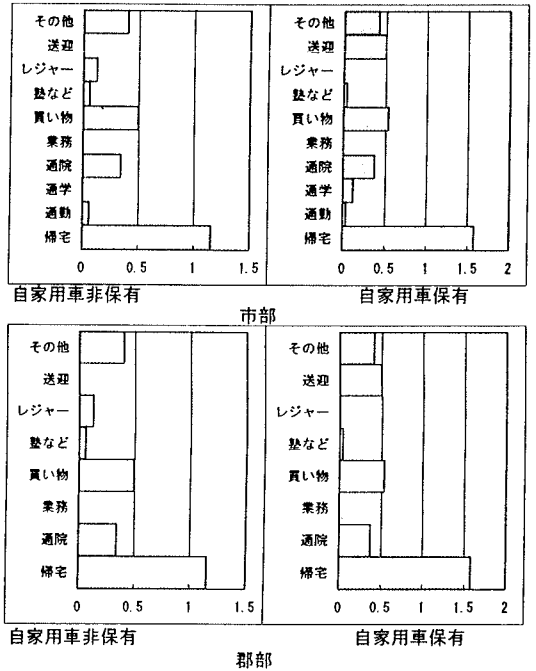 その他
送迎
レジャー
塾など
買い物
業務
通院
通学
通勤
帰宅
0 0.5 1 1.5
自家用車非保有
その他
送迎
レジャー
塾など
買い物
業務
通院
通学
通勤
帰宅
0 0.5 1 1.5 2
自家用車保有
市部
その他
送迎
レジャー
塾など
買い物
業務
通院
帰宅
0 0.5 1 1.5
自家用車非保有
その他
送迎
レジャー
塾など
買い物
業務
通院
帰宅
0 0.5 1 1.5 2
自家用車保有
郡部